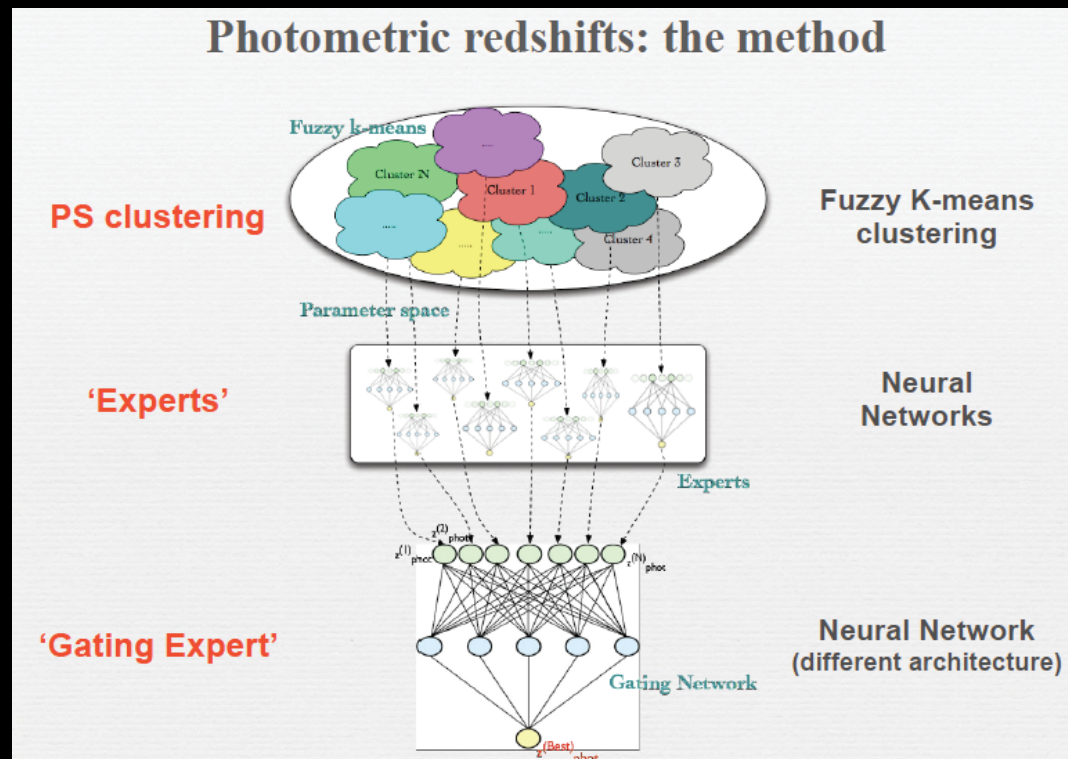 Photometric redshifts: the method
Fuzzy k-means
.....
Cluster 3
Cluster N
Cluster 1
Cluster 2
.....
.....
.....
Cluster 4
PS clustering
Fuzzy K-means
clustering
Parameter space
‘Experts’
Neural
Networks
Experts
z(1)phot
z(2)phot
z(N)phot
‘Gating Expert’
Neural Network
(different architecture)
Gating Network
z(Best)phot